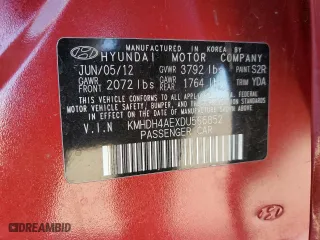 MANUFACTURED IN KOREA BY
HYUNDAI MOTOR COMPANY
JUN/05/12 GVWR 3792 lbs PAINT S2R
GAWR FRONT 2072 lbs GAWR REAR 1764 lbs TRIM YDA
THIS VEHICLE CONFORMS TO ALL APPLICABLE
FEDERAL MOTOR VEHICLE SAFETY, BUMPER, AND
THEFT PREVENTION STANDARDS IN EFFECT ON
THE DATE OF MANUFACTURE SHOWN ABOVE.
V.I.N KMHDH4AEXDU566852
PASSENGER CAR